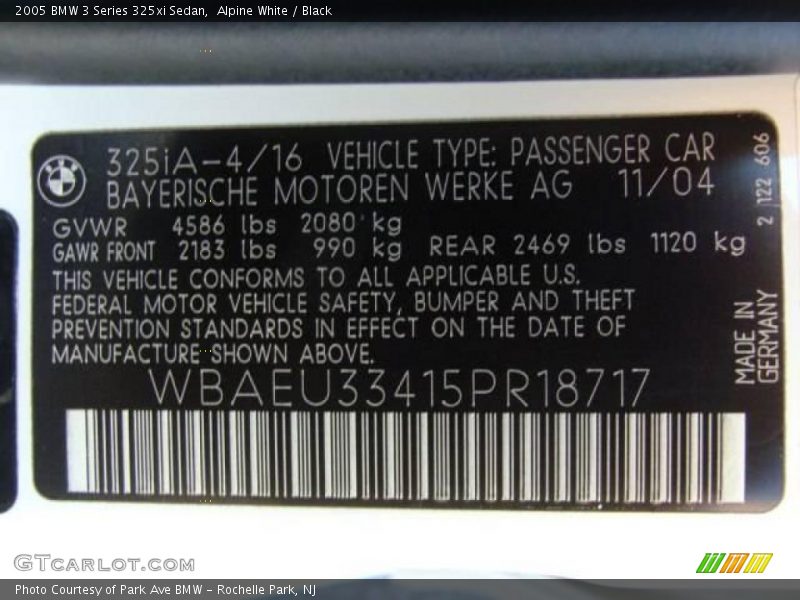 2005 BMW 3 Series 325xi Sedan,  Alpine White / Black
325iA-4/16 VEHICLE TYPE: PASSENGER CAR
BAYERISCHE MOTOREN WERKE AG 11/04
GVWR 4586 lbs 2080 kg
GAWR FRONT 2183 lbs 990 kg REAR 2469 lbs 1120 kg
THIS VEHICLE CONFORMS TO ALL APPLICABLE U.S.
FEDERAL MOTOR VEHICLE SAFETY, BUMPER AND THEFT
PREVENTION STANDARDS IN EFFECT ON THE DATE OF
MANUFACTURE SHOWN ABOVE.
WBAEU33415PR18717
2 122 606
MADE IN
GERMANY
BMW
GTCARLOT.COM
Photo Courtesy of Park Ave BMW - Rochelle Park, NJ